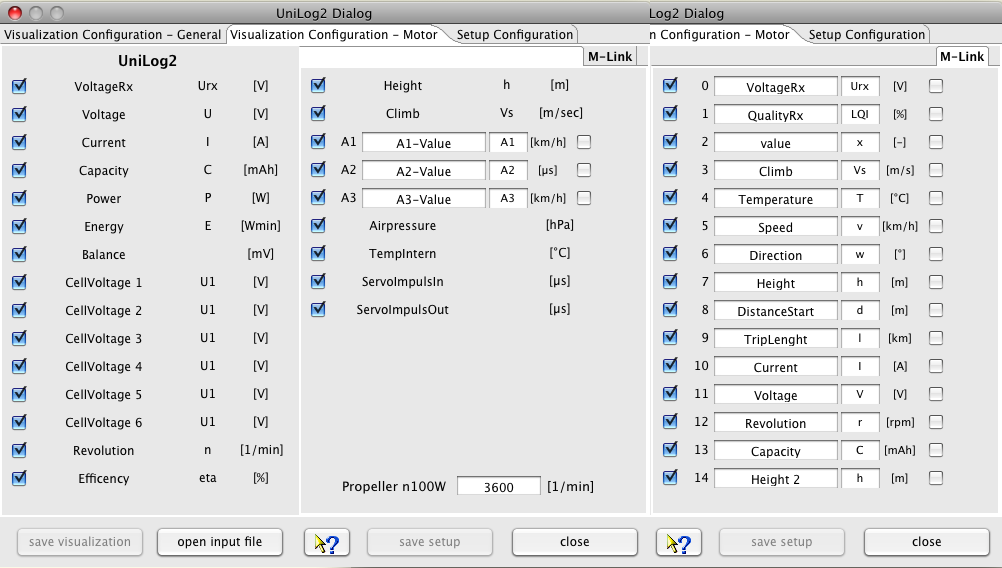 UniLog2 Dialog
Log2 Dialog
Visualization Configuration – General
Visualization Configuration – Motor
Setup Configuration
n Configuration – Motor
Setup Configuration
UniLog2
VoltageRx Urx [V]
Voltage U [V]
Current I [A]
Capacity C [mAh]
Power P [W]
Energy E [Wmin]
Balance [mV]
CellVoltage 1 U1 [V]
CellVoltage 2 U1 [V]
CellVoltage 3 U1 [V]
CellVoltage 4 U1 [V]
CellVoltage 5 U1 [V]
CellVoltage 6 U1 [V]
Revolution n [1/min]
Efficency eta [%]
M-Link
Height h [m]
Climb Vs [m/sec]
A1 A1-Value A1 [km/h]
A2 A2-Value A2 [µs]
A3 A3-Value A3 [km/h]
Airpressure [hPa]
TempIntern [°C]
ServoImpulsIn [µs]
ServoImpulsOut [µs]
Propeller n100W 3600 [1/min]
M-Link
0 VoltageRx Urx [V]
1 QualityRx LQI [%]
2 value x [-]
3 Climb Vs [m/s]
4 Temperature T [°C]
5 Speed v [km/h]
6 Direction w [°]
7 Height h [m]
8 DistanceStart d [m]
9 TripLenght l [km]
10 Current I [A]
11 Voltage V [V]
12 Revolution r [rpm]
13 Capacity C [mAh]
14 Height 2 h [m]
save visualization
open input file
?
save setup
close
?
save setup
close